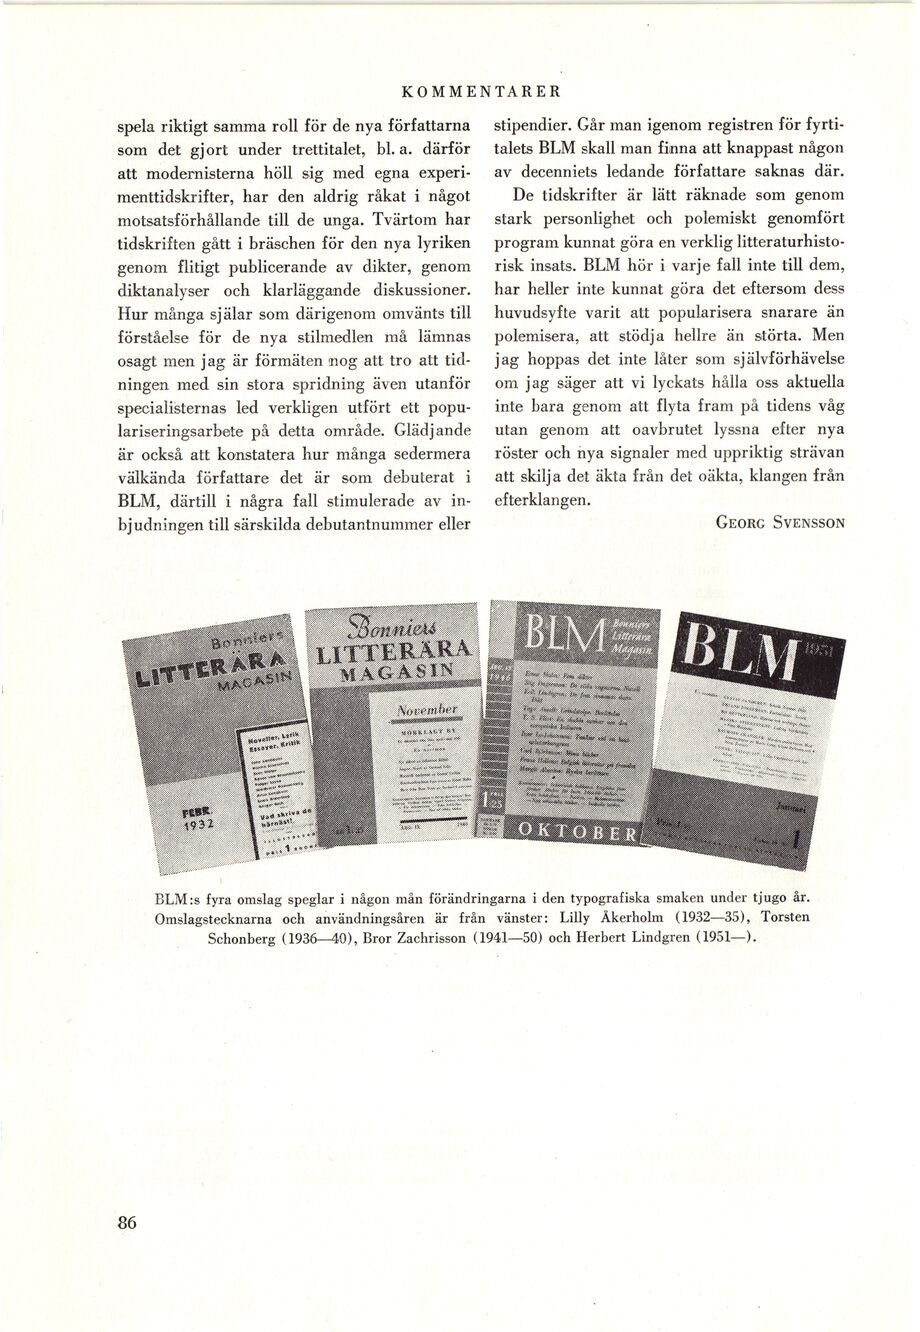 KOMMENTARER
spela riktigt samma roll för de nya författarna
som det gjort under trettitalet, bl. a. därför
att modernisterna höll sig med egna experi-
menttidskrifter, har den aldrig råkat i något
motsatsförhållande till de unga. Tvärtom har
tidskriften gått i bräschen för den nya lyriken
genom flitigt publicerande av dikter, genom
diktanalyser och klarläggande diskussioner.
Hur många själar som därigenom omvänts till
förståelse för de nya stilmedlen må lämnas
osagt men jag är förmäten nog att tro att tid-
ningen med sin stora spridning även utanför
specialisternas led verkligen utfört ett popu-
lariseringsarbete på detta område. Glädjande
är också att konstatera hur många sedermera
välkända författare det är som debuterat i
BLM, därtill i några fall stimulerade av in-
bjudningen till särskilda debutantnummer eller
stipendier. Går man igenom registren för fyrti-
talets BLM skall man finna att knappast någon
av decenniets ledande författare saknas där.
De tidskrifter är lätt räknade som genom
stark personlighet och polemiskt genomfört
program kunnat göra en verklig litteraturhisto-
risk insats. BLM hör i varje fall inte till dem,
har heller inte kunnat göra det eftersom dess
huvudsyfte varit att popularisera snarare än
polemisera, att stödja hellre än störta. Men
jag hoppas det inte låter som självförhävelse
om jag säger att vi lyckats hålla oss aktuella
inte bara genom att flyta fram på tidens våg
utan genom att oavbrutet lyssna efter nya
röster och nya signaler med uppriktig strävan
att skilja det äkta från det oäkta, klangen från
efterklangen.
GEORG SVENSSON
Bonniers
LITTERÄRA
MAGASIN
Noveller, Lyrik
Essayer, Kritik
Vad skriva de
härnäst?
FEBR.
1932
PRIS 1
Bonniers
LITTERÄRA
MAGASIN
November
MÖRKLAGT BY
BLM
Bonniers
Litterära
Magasin
1946
1 25
OKTOBER
BLM
1951
Januari
1
BLM:s fyra omslag speglar i någon mån förändringarna i den typografiska smaken under tjugo år.
Omslagstecknarna och användningsåren är från vänster: Lilly Åkerholm (1932—35), Torsten
Schonberg (1936—40), Bror Zachrisson (1941—50) och Herbert Lindgren (1951—).
86